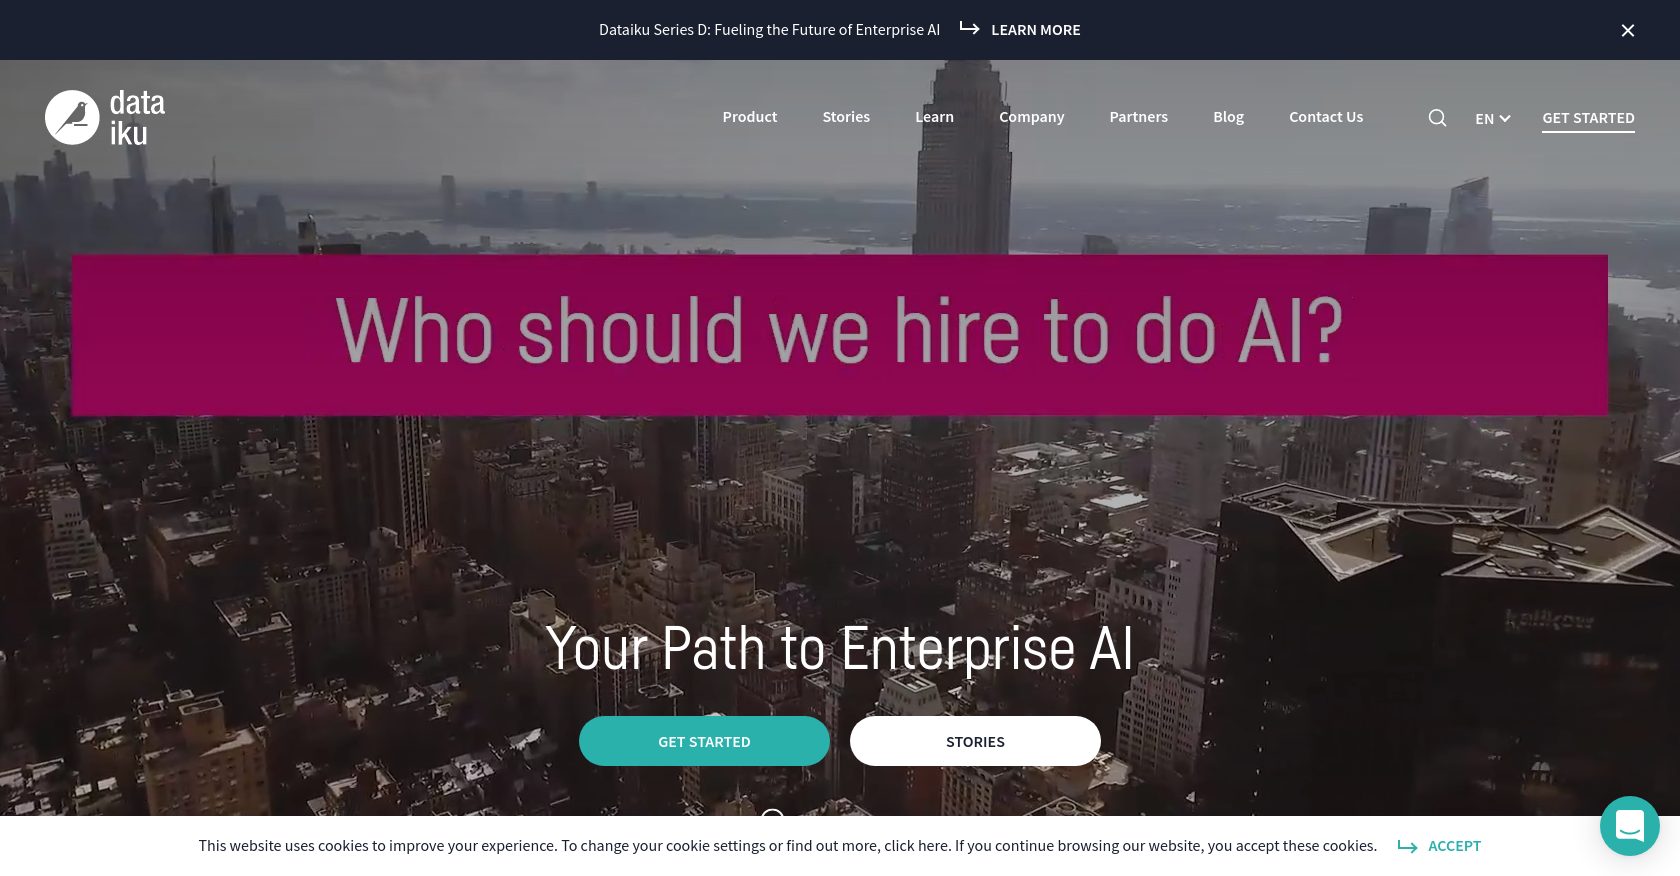 Dataiku Series D: Fueling the Future of Enterprise AI LEARN MORE
data
iku
Product Stories Learn Company Partners Blog Contact Us EN GET STARTED
Who should we hire to do AI?
Your Path to Enterprise AI
GET STARTED STORIES
This website uses cookies to improve your experience. To change your cookie settings or find out more, click here. If you continue browsing our website, you accept these cookies. ACCEPT